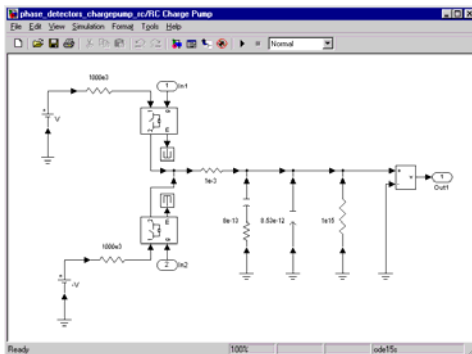 phase_detectors_chargepump_rc/RC Charge Pump
File Edit View Simulation Format Tools Help
Normal
1000e3
1
In1
V
g
E
1e-3
1
Out1
6e-13
8.53e-12
1e15
E
g
1000e3
2
In2
-V
Ready
100%
ode15s